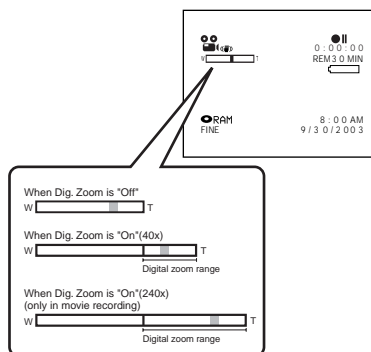 0:00:00
REM30 MIN
W T
RAM
FINE
8:00 AM
9/30/2003
When Dig. Zoom is "Off"
W T
When Dig. Zoom is "On"(40x)
W T
Digital zoom range
When Dig. Zoom is "On"(240x)
(only in movie recording)
W T
Digital zoom range